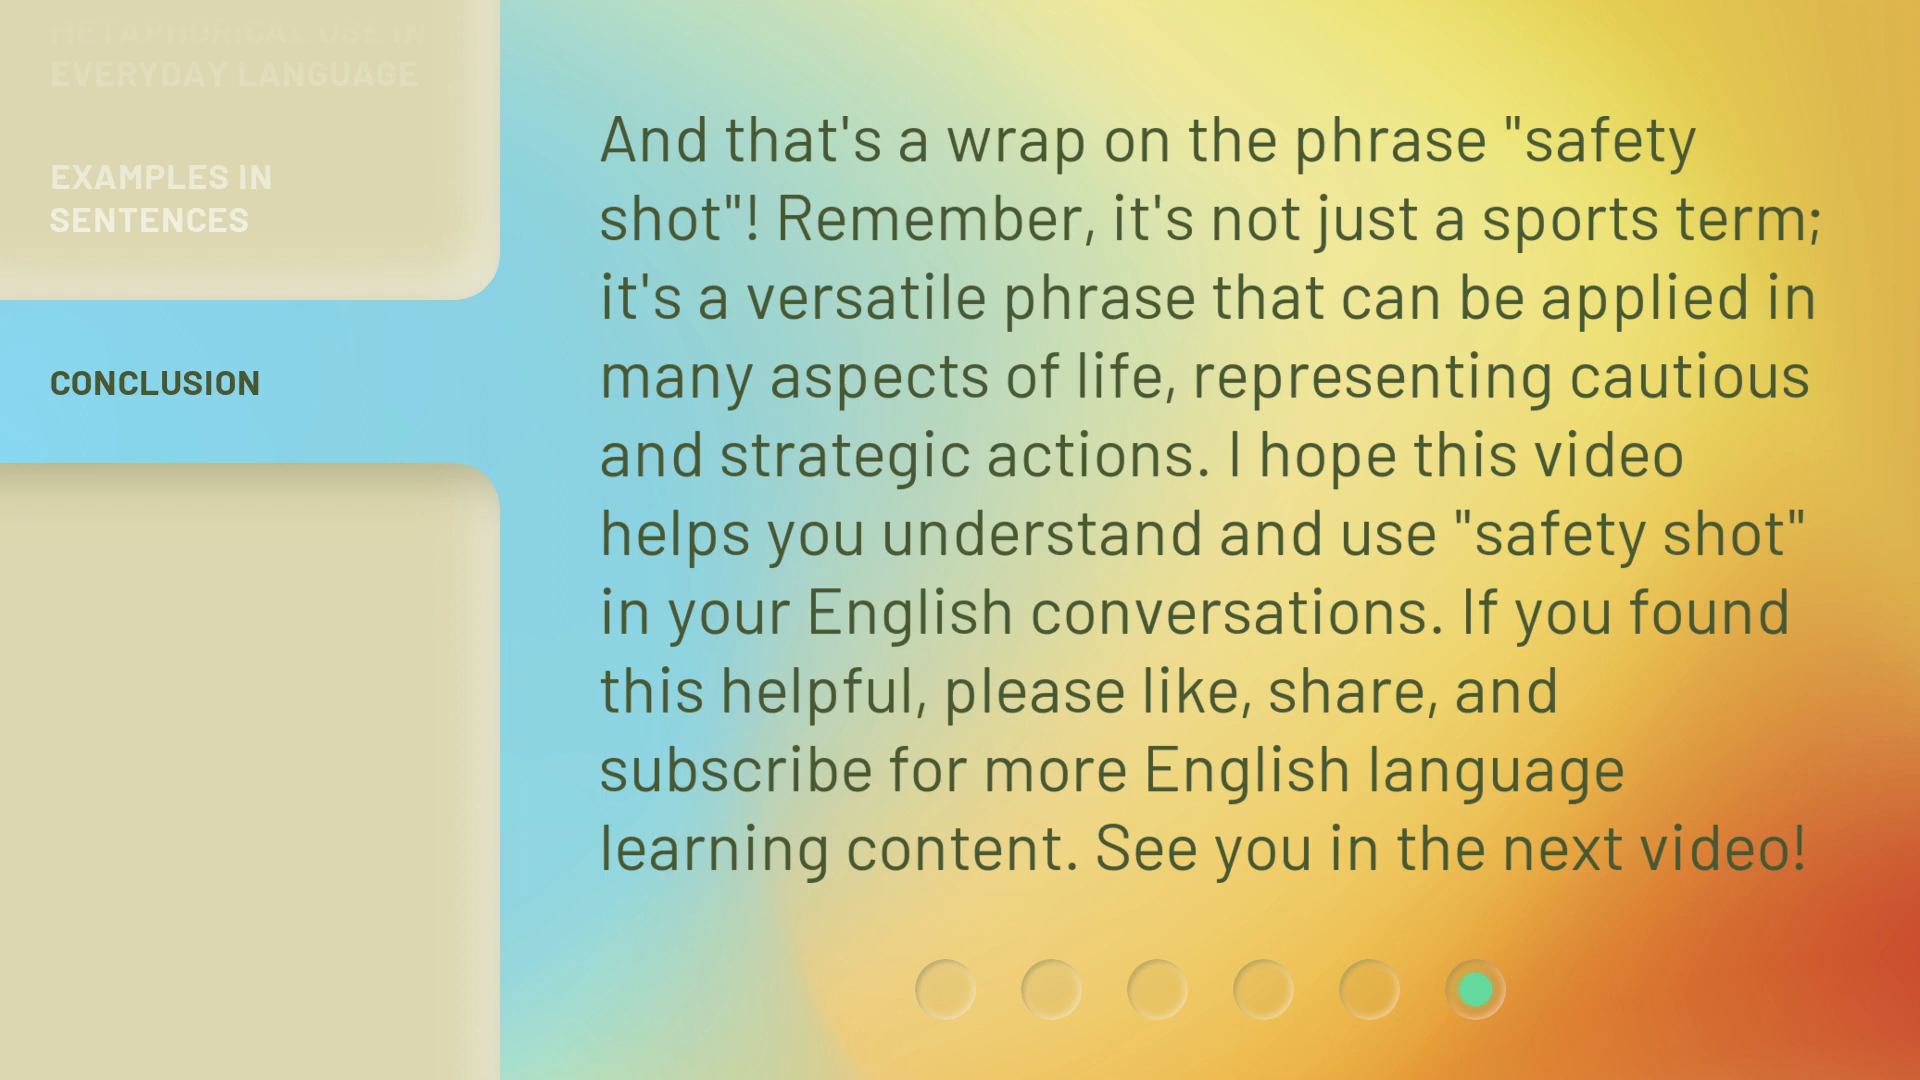 METAPHORICAL USE IN
EVERYDAY LANGUAGE
EXAMPLES IN
SENTENCES
CONCLUSION
And that's a wrap on the phrase "safety
shot"! Remember, it's not just a sports term;
it's a versatile phrase that can be applied in
many aspects of life, representing cautious
and strategic actions. I hope this video
helps you understand and use "safety shot"
in your English conversations. If you found
this helpful, please like, share, and
subscribe for more English language
learning content. See you in the next video!